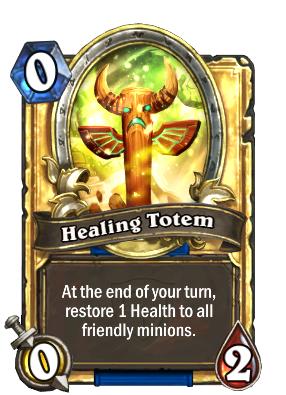 0
Healing Totem
At the end of your turn,
restore 1 Health to all
friendly minions.
0
2